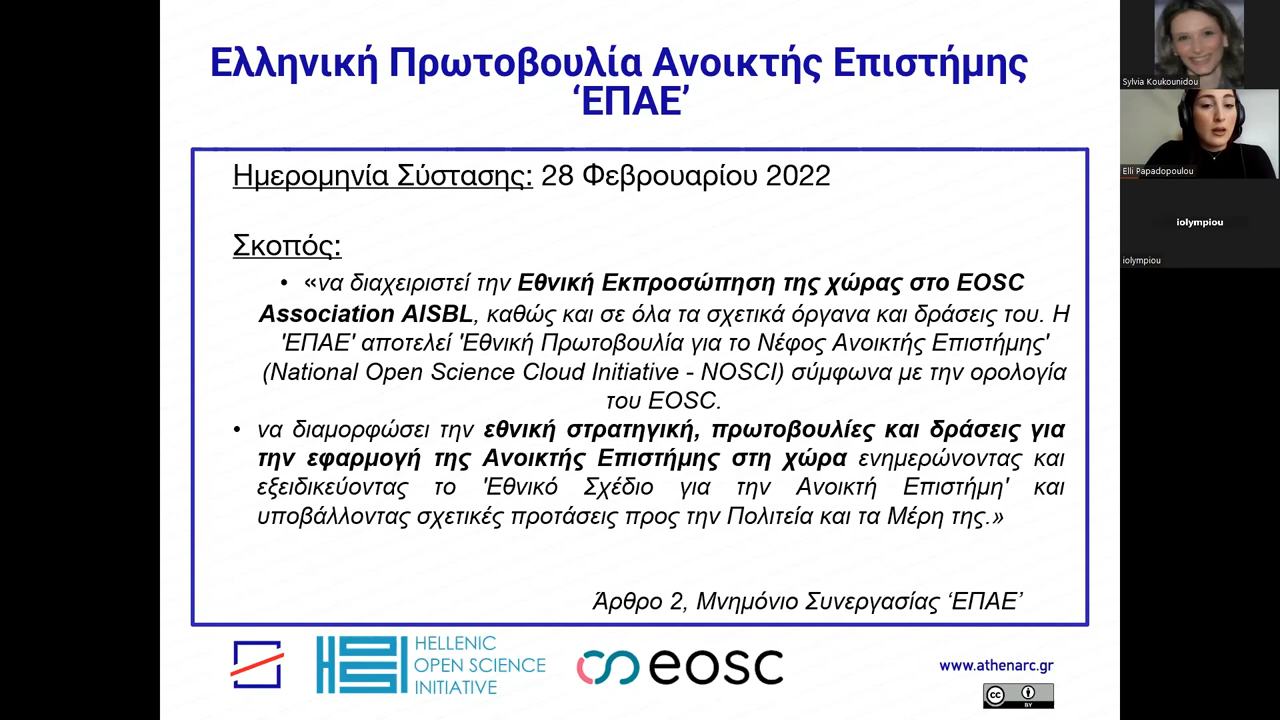 Ελληνική Πρωτοβουλία Ανοικτής Επιστήμης
‘ΕΠΑΕ’
Ημερομηνία Σύστασης: 28 Φεβρουαρίου 2022
Σκοπός:
• «να διαχειριστεί την Εθνική Εκπροσώπηση της χώρας στο EOSC
Association AISBL, καθώς και σε όλα τα σχετικά όργανα και δράσεις του. Η
'ΕΠΑΕ' αποτελεί 'Εθνική Πρωτοβουλία για το Νέφος Ανοικτής Επιστήμης'
(National Open Science Cloud Initiative - NOSCI) σύμφωνα με την ορολογία
του EOSC.
• να διαμορφώσει την εθνική στρατηγική, πρωτοβουλίες και δράσεις για
την εφαρμογή της Ανοικτής Επιστήμης στη χώρα ενημερώνοντας και
εξειδικεύοντας το 'Εθνικό Σχέδιο για την Ανοικτή Επιστήμη' και
υποβάλλοντας σχετικές προτάσεις προς την Πολιτεία και τα Μέρη της.»
Άρθρο 2, Μνημόνιο Συνεργασίας ‘ΕΠΑΕ’
HELLENIC
OPEN SCIENCE
INITIATIVE
eosc
www.athenarc.gr
cc
BY
Sylvia Koukounidou
Elli Papadopoulou
iolympiou
iolympiou